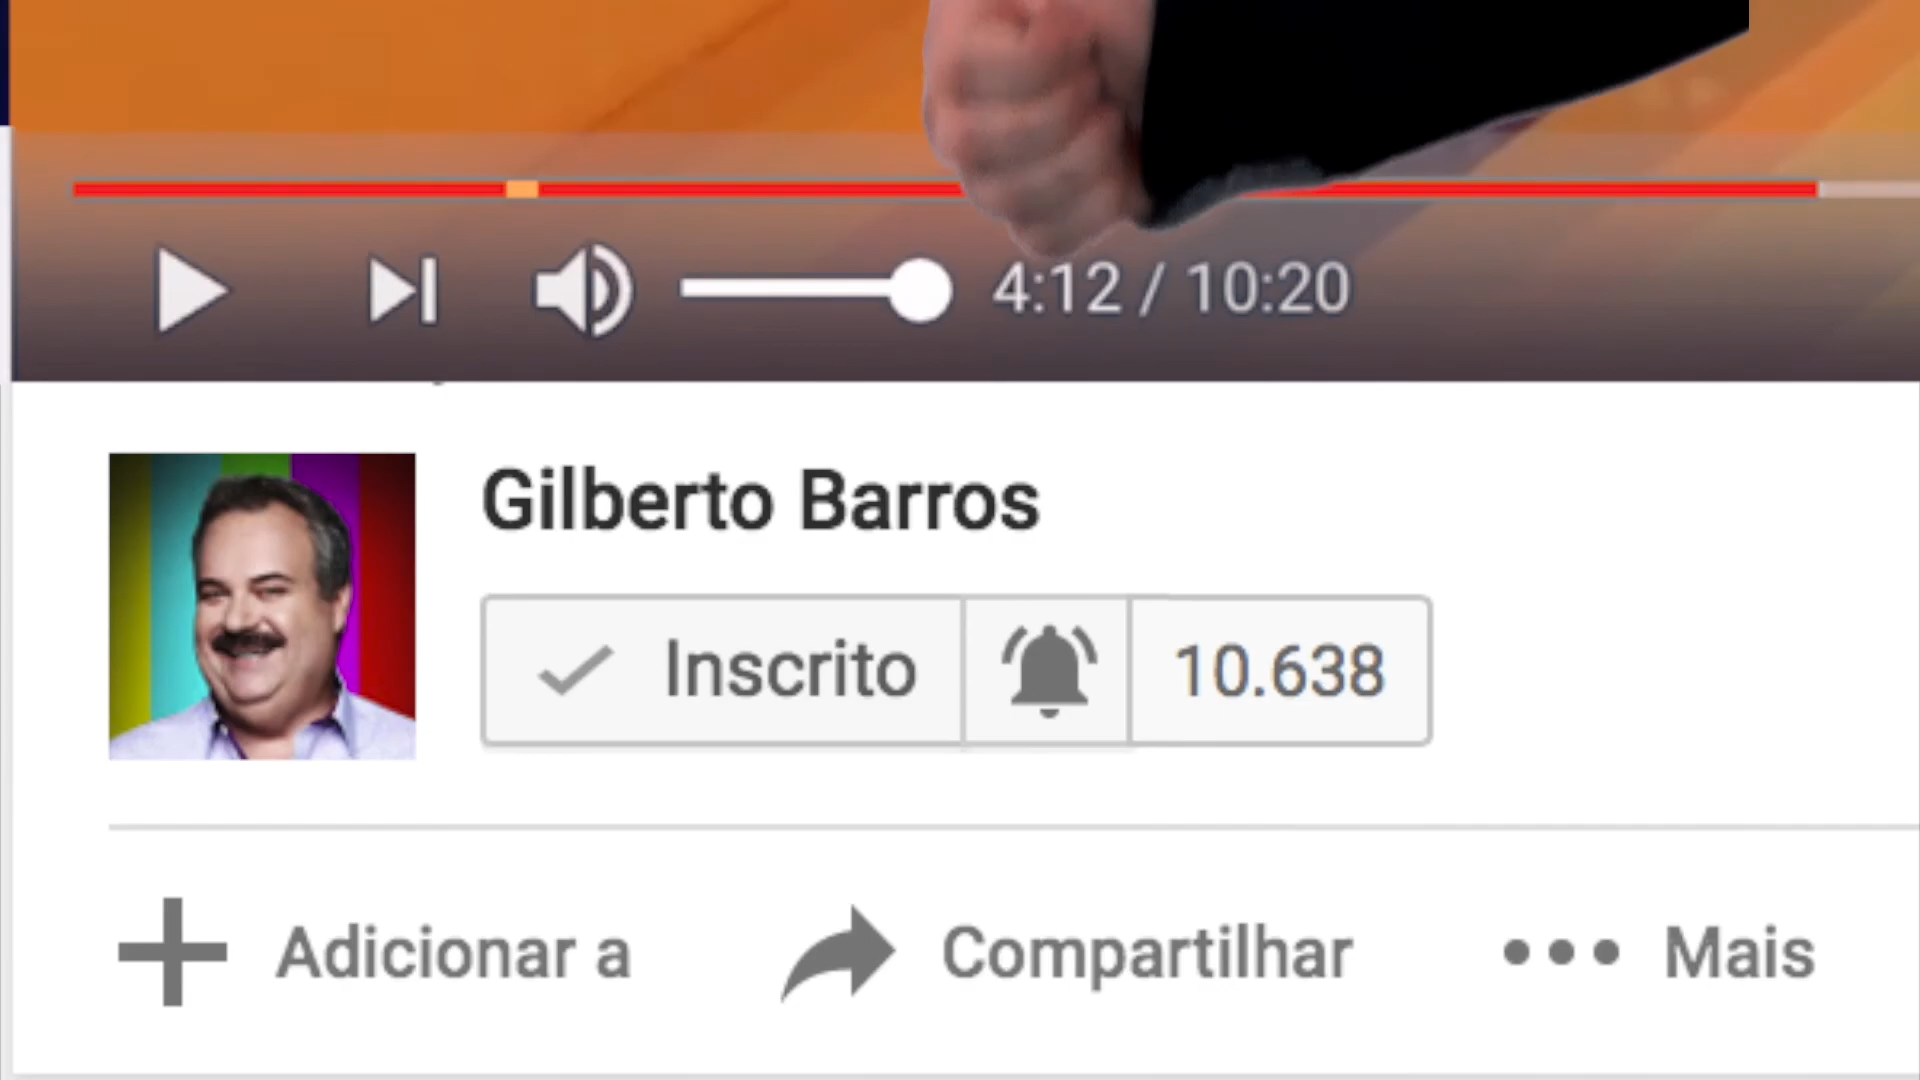 4:12 / 10:20
Gilberto Barros
Inscrito 10.638
Adicionar a Compartilhar Mais